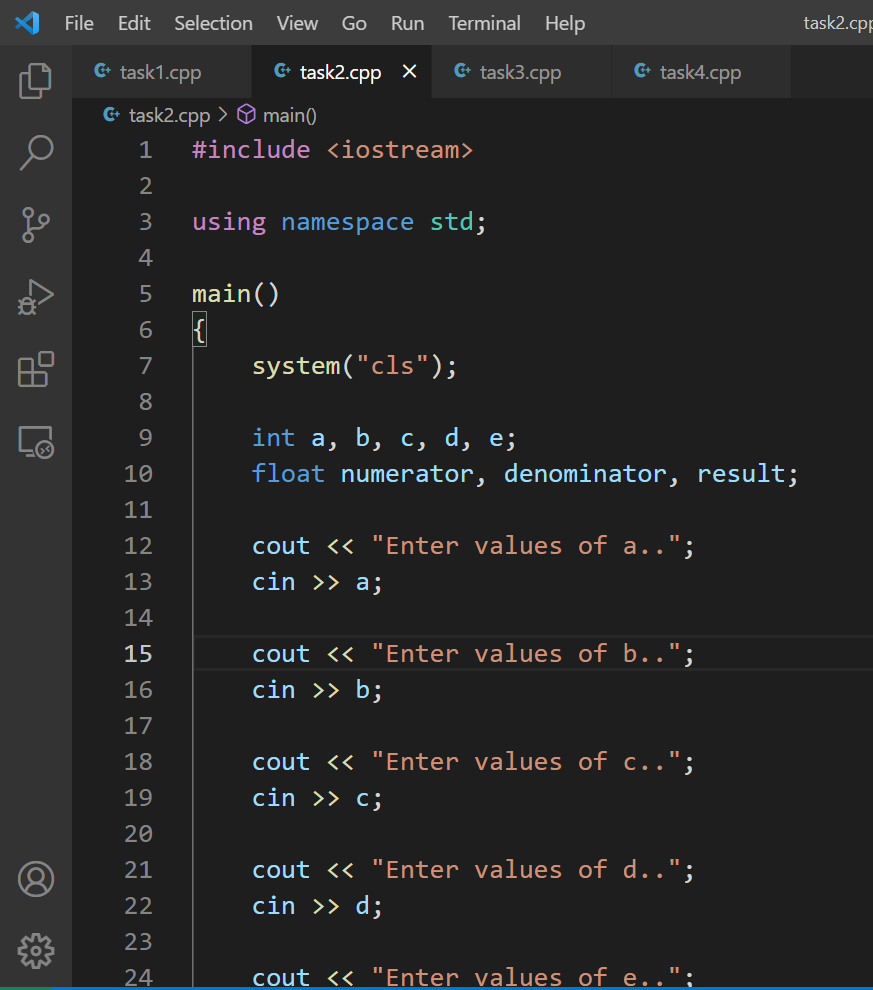 File Edit Selection View Go Run Terminal Help task2.cpp
task1.cpp task2.cpp task3.cpp task4.cpp
task2.cpp > main()
1 #include <iostream>
2
3 using namespace std;
4
5 main()
6 {
7 system("cls");
8
9 int a, b, c, d, e;
10 float numerator, denominator, result;
11
12 cout << "Enter values of a..";
13 cin >> a;
14
15 cout << "Enter values of b..";
16 cin >> b;
17
18 cout << "Enter values of c..";
19 cin >> c;
20
21 cout << "Enter values of d..";
22 cin >> d;
23
24 cout << "Enter values of e..";